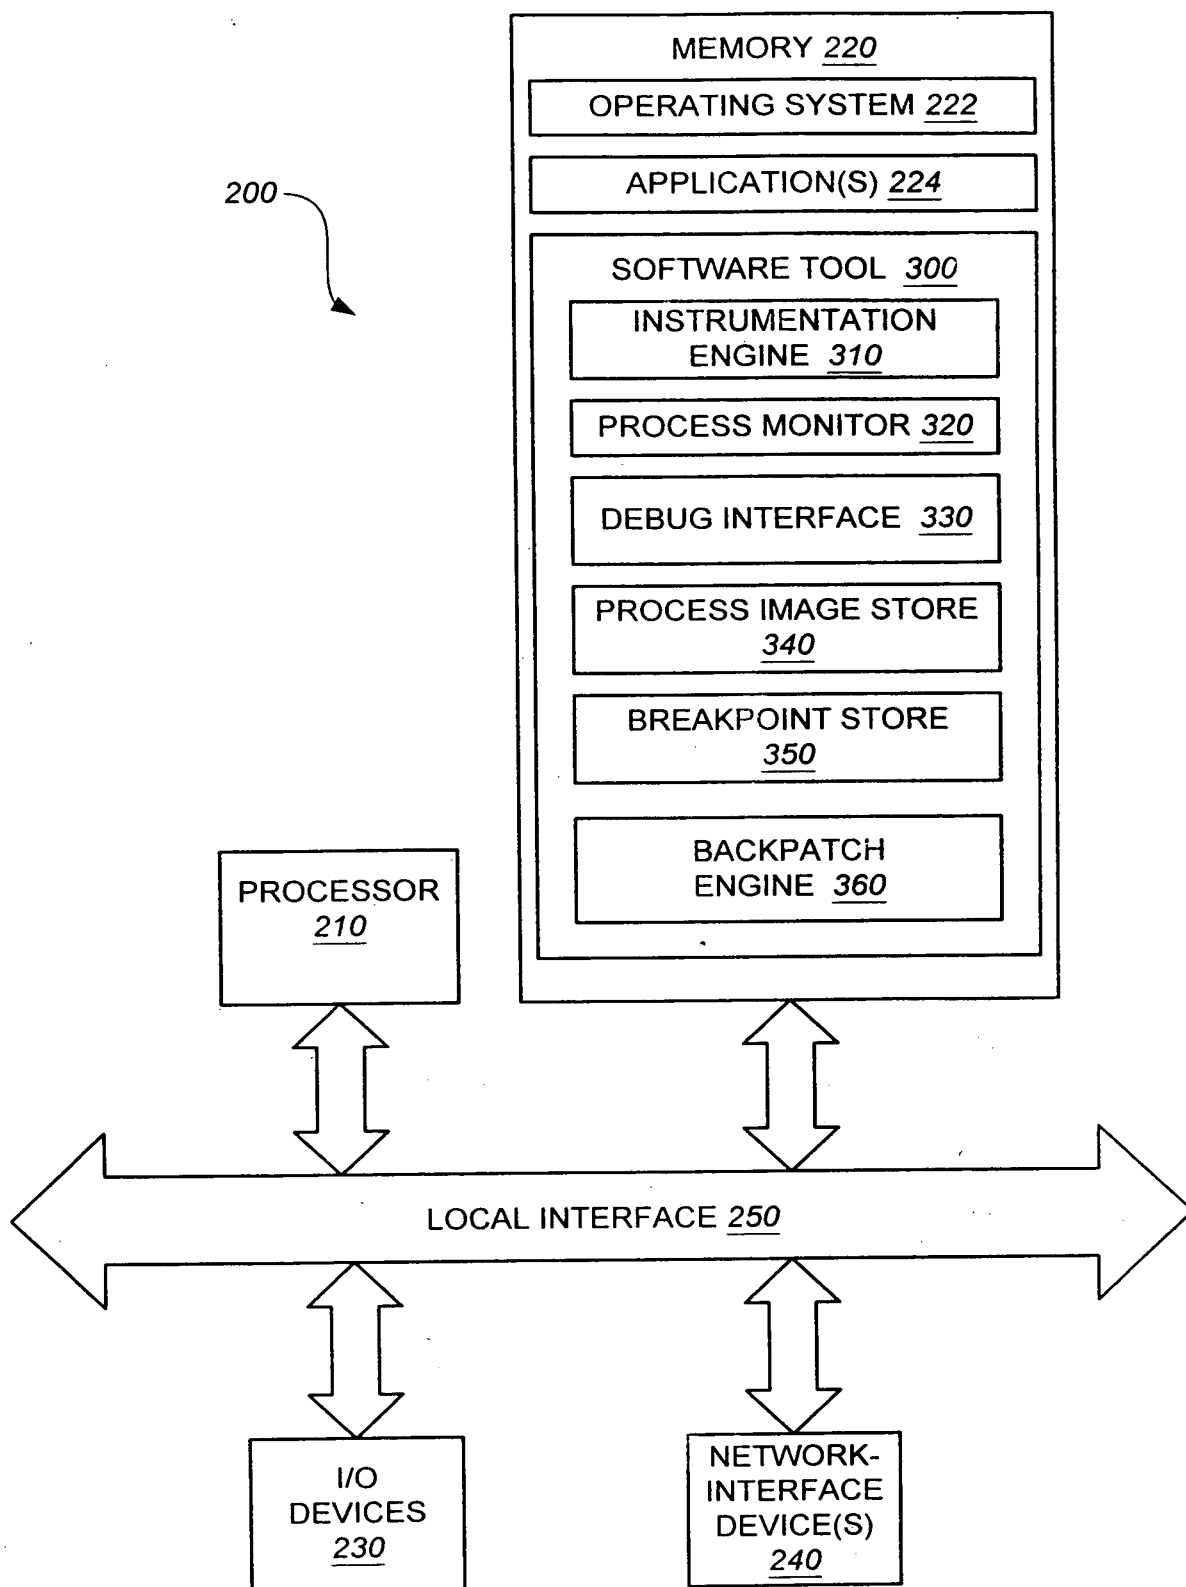 MEMORY 220
OPERATING SYSTEM 222
APPLICATION(S) 224
200
SOFTWARE TOOL 300
INSTRUMENTATION
ENGINE 310
PROCESS MONITOR 320
DEBUG INTERFACE 330
PROCESS IMAGE STORE
340
BREAKPOINT STORE
350
BACKPATCH
ENGINE 360
PROCESSOR
210
LOCAL INTERFACE 250
I/O
DEVICES
230
NETWORK-
INTERFACE
DEVICE(S)
240